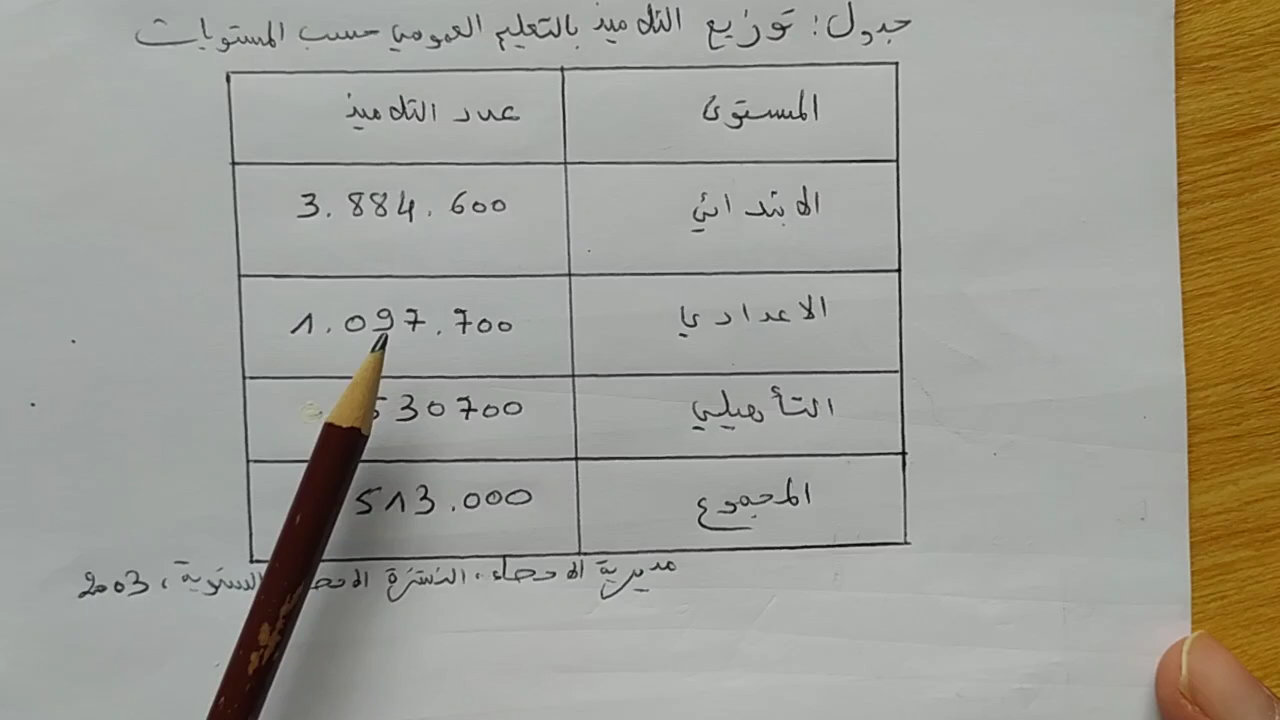 جدول: توزيع التلاميذ بالتعليم العمومي حسب المستويات
المستوى عدد التلاميذ
الابتدائي 3.884.600
الاعدادي 1.097.700
التأهيلي 530700
المجموع 513.000
مديرية الاحصاء، النشرة السنوية، 2003